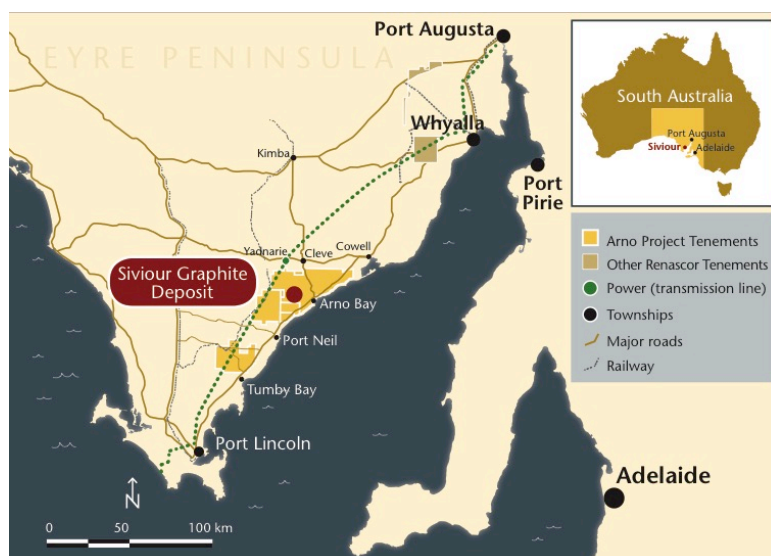 EYRE PENINSULA
Port Augusta
Whyalla
Kimba
Port
Pirie
Yadnarie
Cleve
Cowell
Siviour Graphite
Deposit
Arno Bay
Port Neil
Tumby Bay
Port Lincoln
Adelaide
N
0 50 100 km
South Australia
Port Augusta
Siviour
Adelaide
Arno Project Tenements
Other Renascor Tenements
Power (transmission line)
Townships
Major roads
Railway